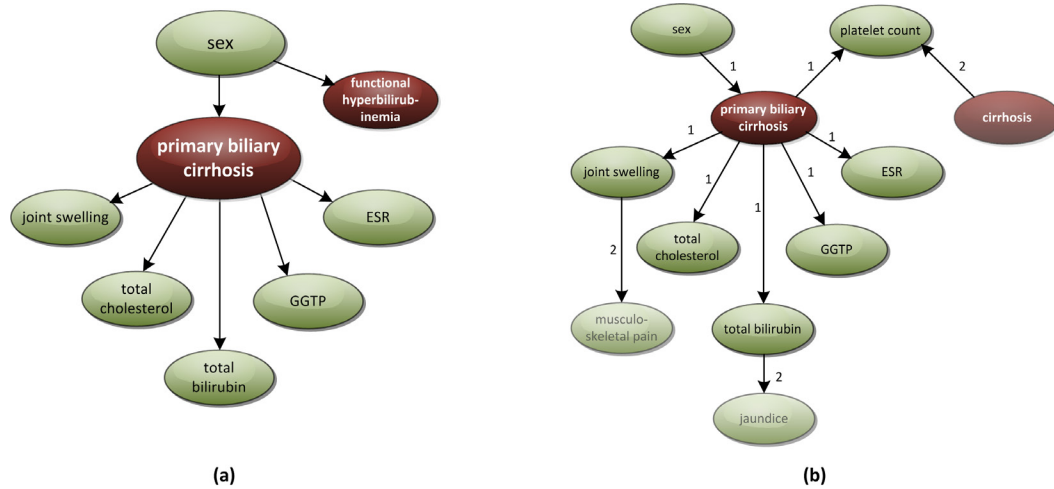 sex
functional
hyperbilirub-
inemia
primary biliary
cirrhosis
joint swelling
ESR
total
cholesterol
GGTP
total
bilirubin
(a)
sex
platelet count
1
1
2
primary biliary
cirrhosis
cirrhosis
1
1
joint swelling
ESR
1
1
1
total
cholesterol
GGTP
2
musculo-
skeletal pain
total bilirubin
2
jaundice
(b)